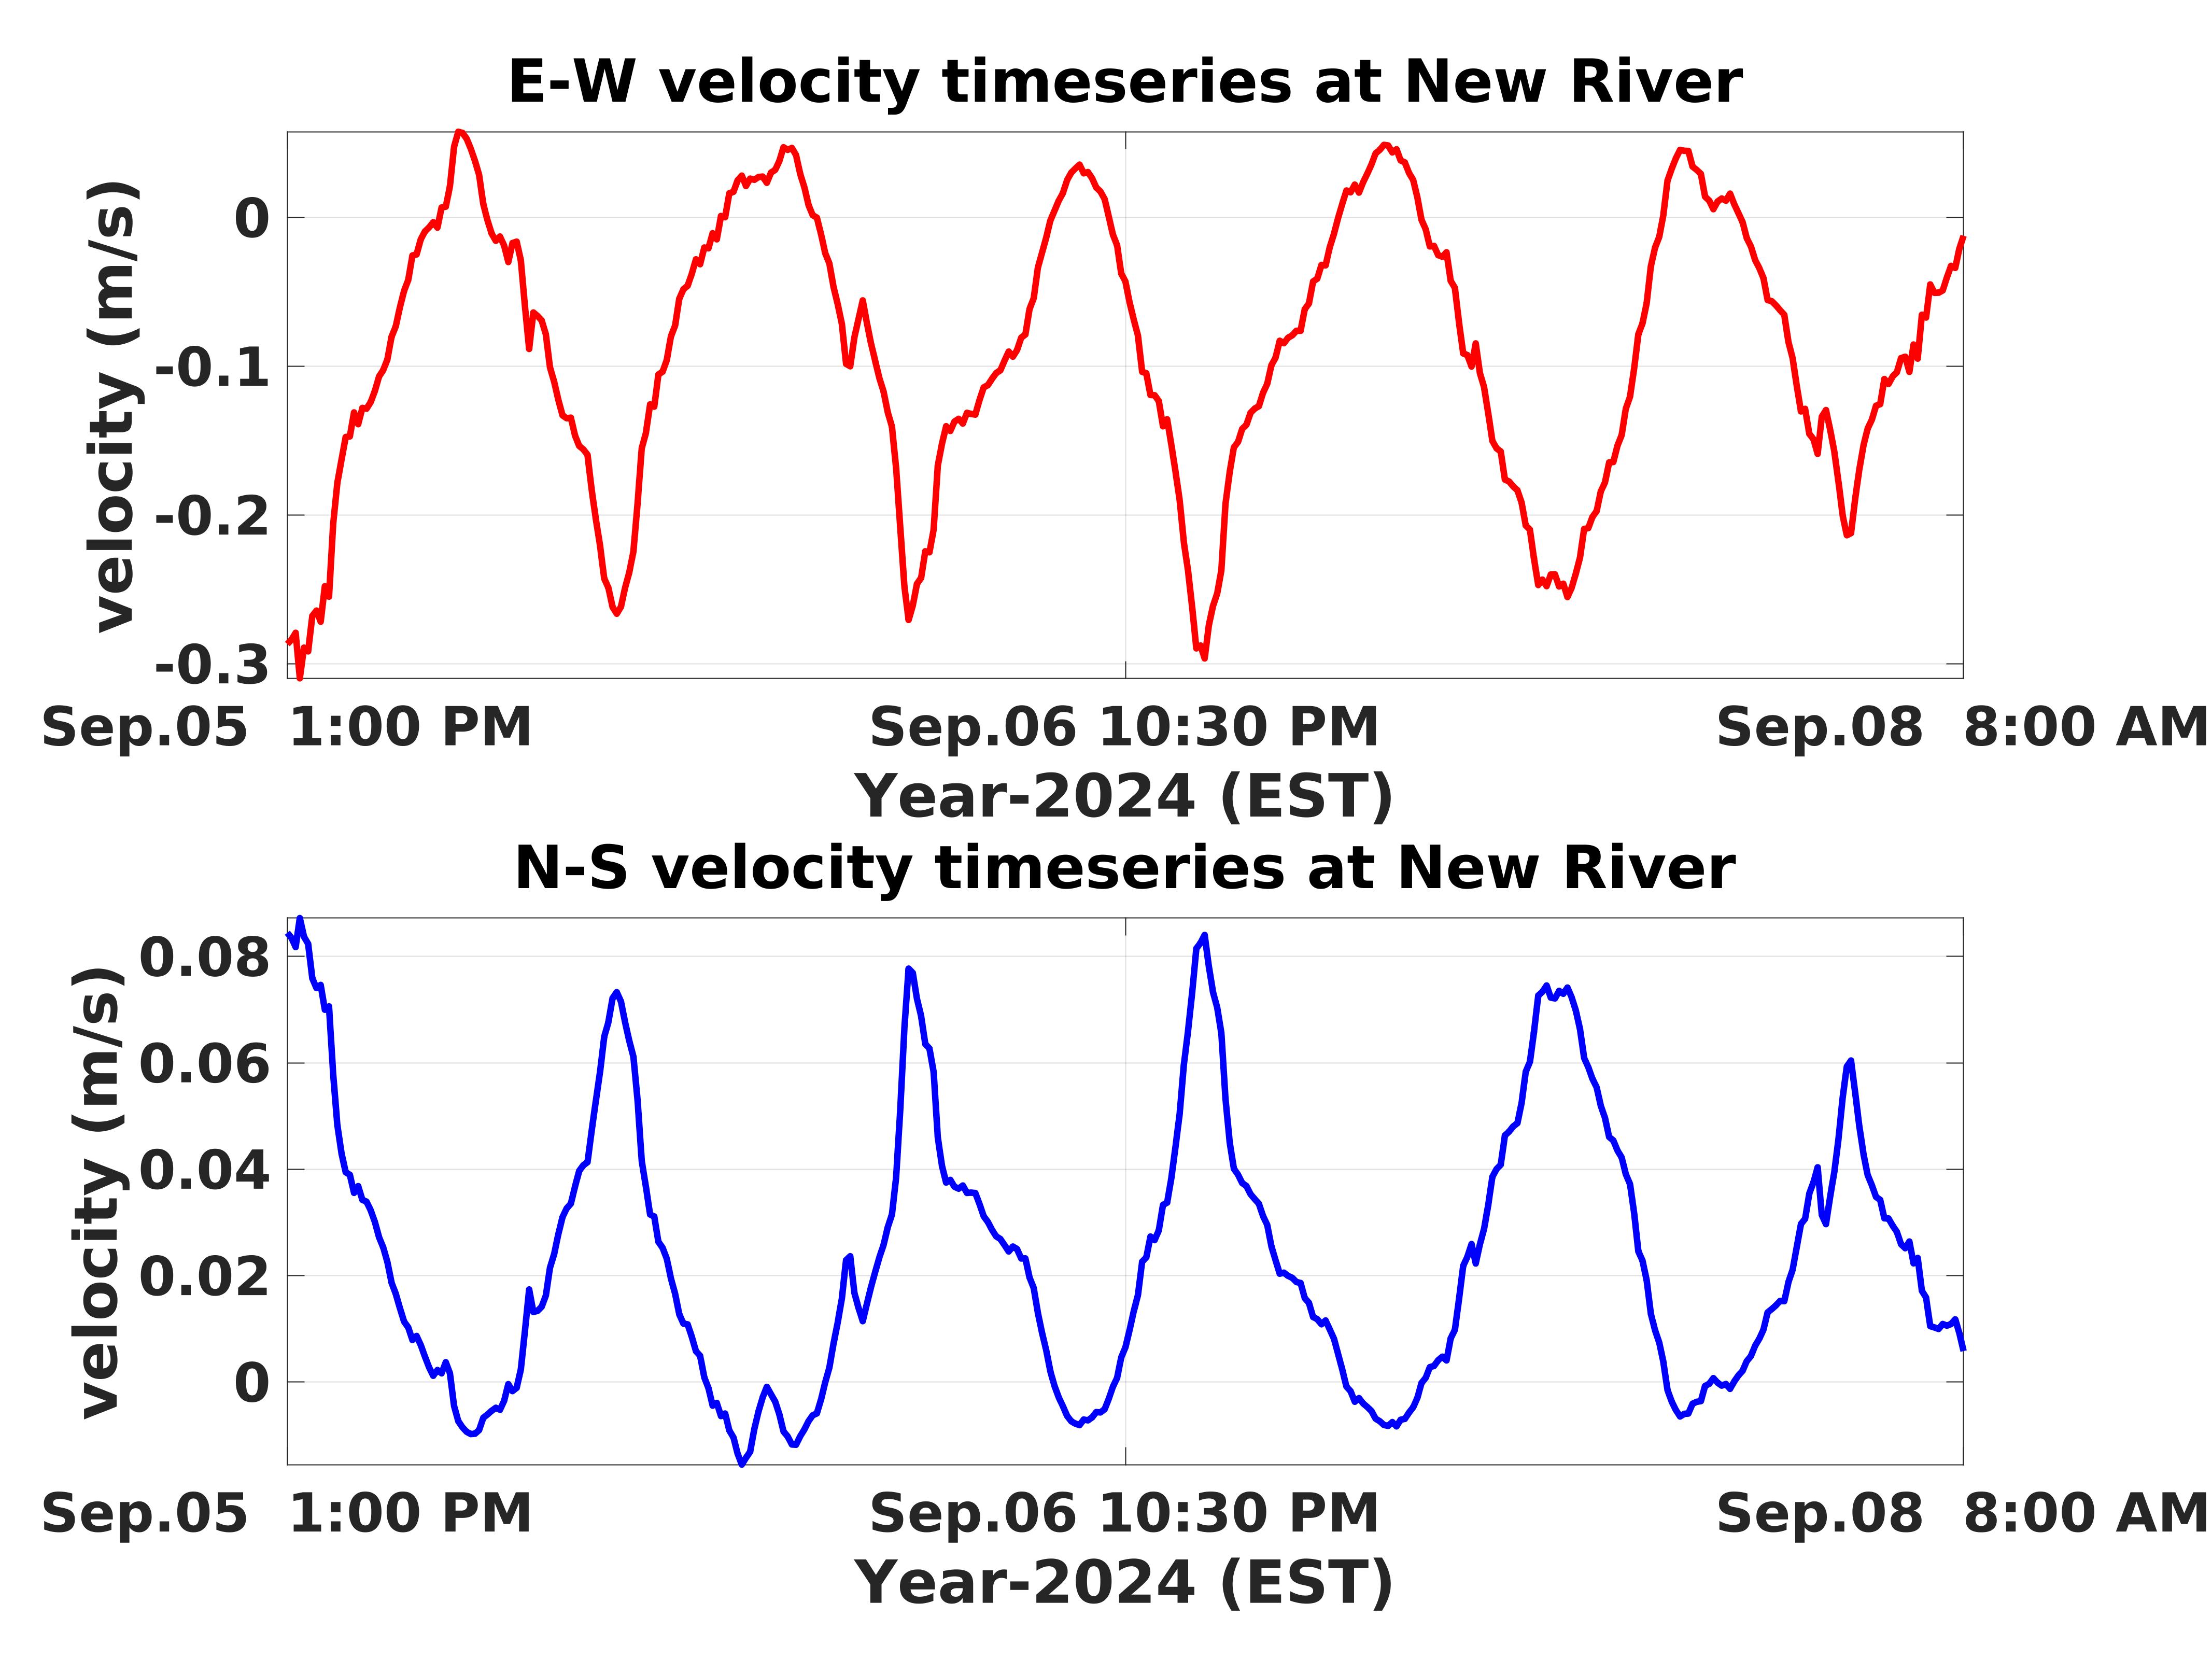 E-W velocity timeseries at New River
velocity (m/s)
0
-0.1
-0.2
-0.3
Sep.05 1:00 PM
Sep.06 10:30 PM
Sep.08 8:00 AM
Year-2024 (EST)
N-S velocity timeseries at New River
velocity (m/s)
0.08
0.06
0.04
0.02
0
Sep.05 1:00 PM
Sep.06 10:30 PM
Sep.08 8:00 AM
Year-2024 (EST)